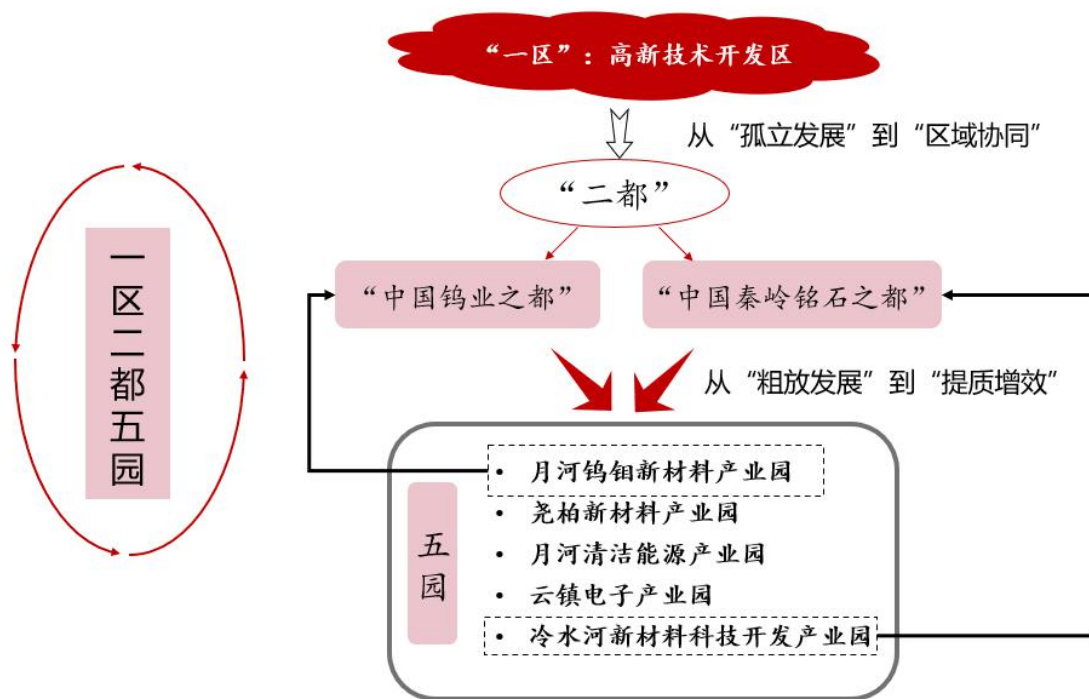 “一区”：高新技术开发区
从“孤立发展”到“区域协同”
“二都”
一区二都五园
“中国钨业之都”
“中国秦岭铭石之都”
从“粗放发展”到“提质增效”
五园
• 月河钨钼新材料产业园
• 尧柏新材料产业园
• 月河清洁能源产业园
• 云镇电子产业园
• 冷水河新材料科技开发产业园